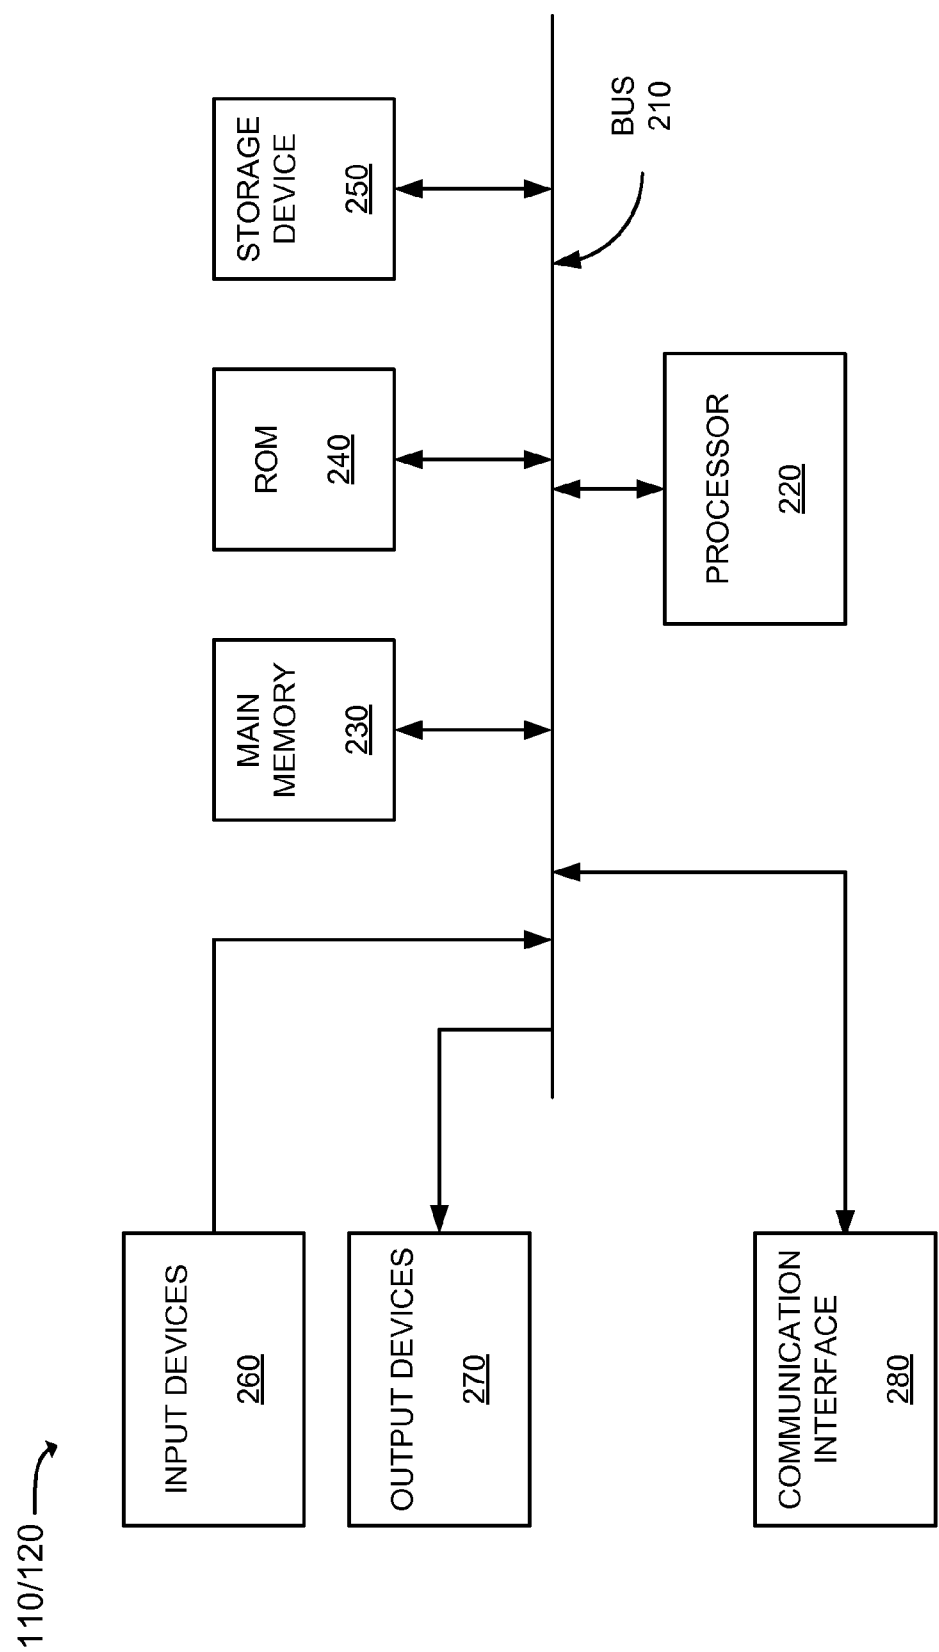 110/120
INPUT DEVICES
260
OUTPUT DEVICES
270
COMMUNICATION
INTERFACE
280
MAIN
MEMORY
230
ROM
240
STORAGE
DEVICE
250
PROCESSOR
220
BUS
210